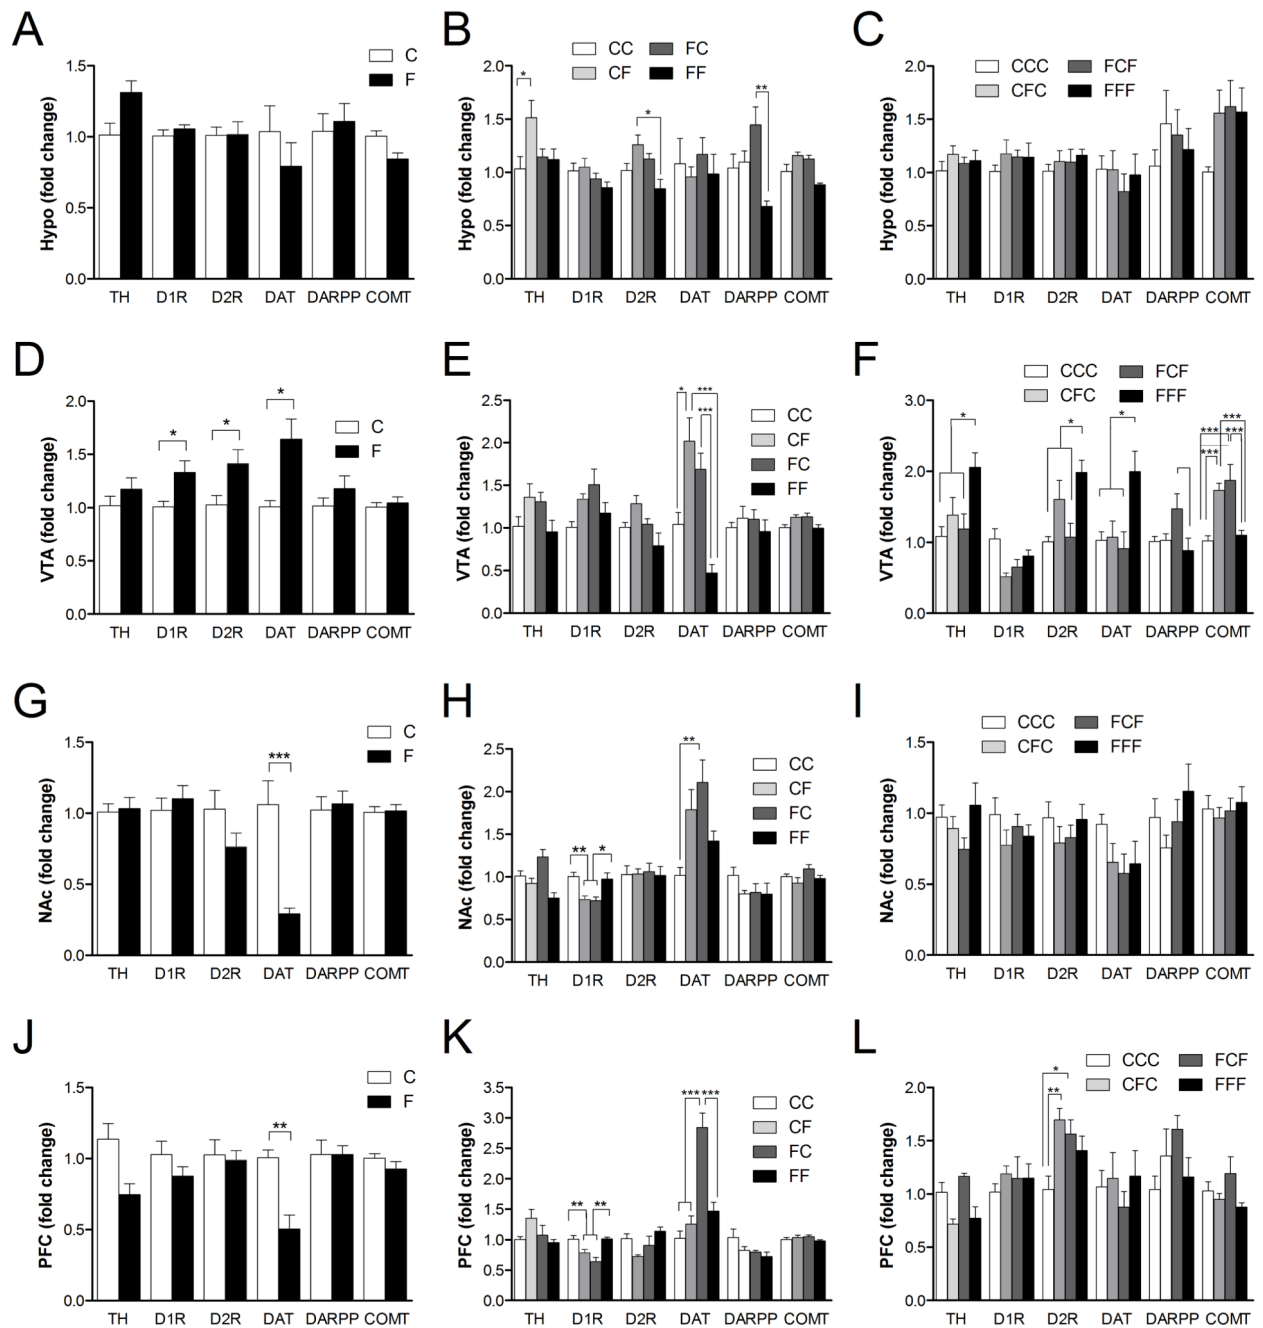 A
C
F
Hypo (fold change)
1.5
1.0
0.5
0.0
TH D1R D2R DAT DARPP COMT
B
CC FC
CF FF
Hypo (fold change)
2.0
1.5
1.0
0.5
0.0
* * **
TH D1R D2R DAT DARPP COMT
C
CCC FCF
CFC FFF
Hypo (fold change)
2.0
1.5
1.0
0.5
0.0
TH D1R D2R DAT DARPP COMT
D
C
F
VTA (fold change)
2.0
1.5
1.0
0.5
0.0
* * *
TH D1R D2R DAT DARPP COMT
E
CC
CF
FC
FF
VTA (fold change)
2.5
2.0
1.5
1.0
0.5
0.0
* ***
***
TH D1R D2R DAT DARPP COMT
F
CCC FCF
CFC FFF
VTA (fold change)
3.0
2.0
1.0
0.0
* * * ***
*** ***
***
TH D1R D2R DAT DARPP COMT
G
C
F
NAc (fold change)
1.5
1.0
0.5
0.0
***
TH D1R D2R DAT DARPP COMT
H
CC
CF
FC
FF
NAc (fold change)
2.5
2.0
1.5
1.0
0.5
0.0
** * **
TH D1R D2R DAT DARPP COMT
I
CCC FCF
CFC FFF
NAc (fold change)
1.5
1.0
0.5
0.0
TH D1R D2R DAT DARPP COMT
J
C
F
PFC (fold change)
1.5
1.0
0.5
0.0
**
TH D1R D2R DAT DARPP COMT
K
CC
CF
FC
FF
PFC (fold change)
3.5
3.0
2.5
2.0
1.5
1.0
0.5
0.0
** ** *** ***
TH D1R D2R DAT DARPP COMT
L
CCC FCF
CFC FFF
PFC (fold change)
2.0
1.5
1.0
0.5
0.0
*
**
TH D1R D2R DAT DARPP COMT